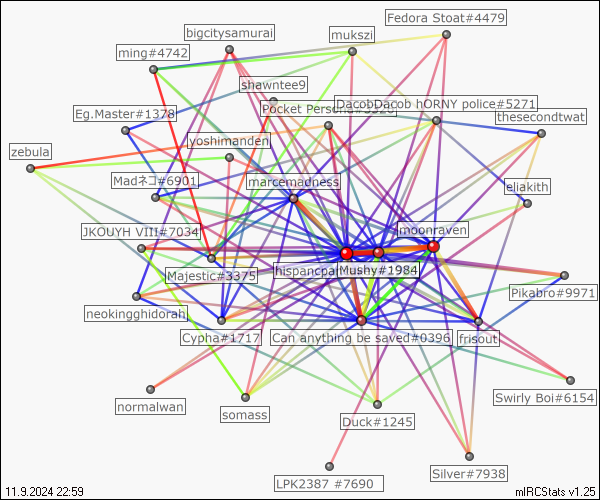 Fedora Stoat#4479
bigcitysamurai
mukszi
ming#4742
shawntee9
Pocket Persona#3326
DacobDacob hORNY police#5271
Eg.Master#1378
thesecondtwat
yoshimanden
zebula
Madネコ#6901
marcemadness
eliakith
JKOUYH VIII#7034
moonraven
Majestic#3375
hispancpa
Mushy#1984
Pikabro#9971
neokingghidorah
Cypha#1717
Can anything be saved#0396
frisout
Swirly Boi#6154
normalwan
somass
Duck#1245
Silver#7938
LPK2387 #7690
11.9.2024 22:59
mIRCStats v1.25